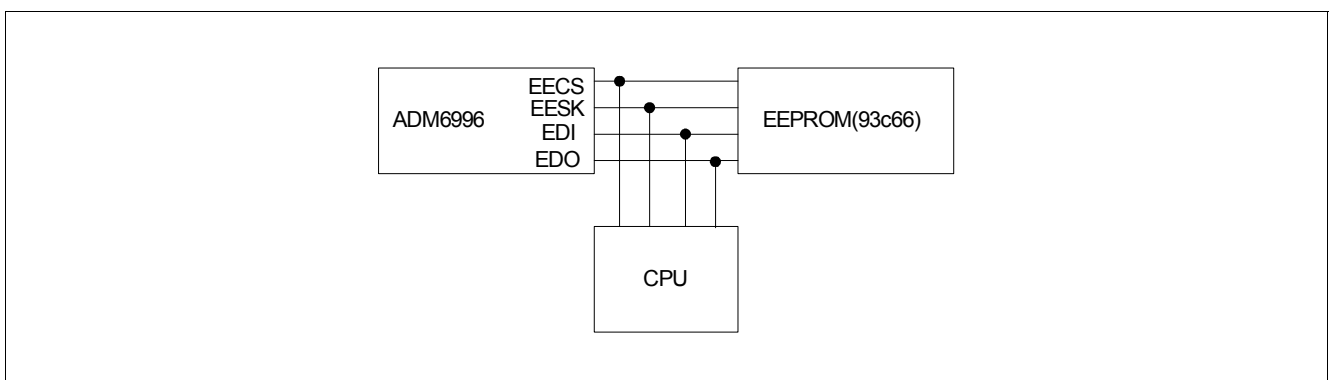 EECS
EESK
ADM6996
EEPROM(93c66)
EDI
EDO
CPU